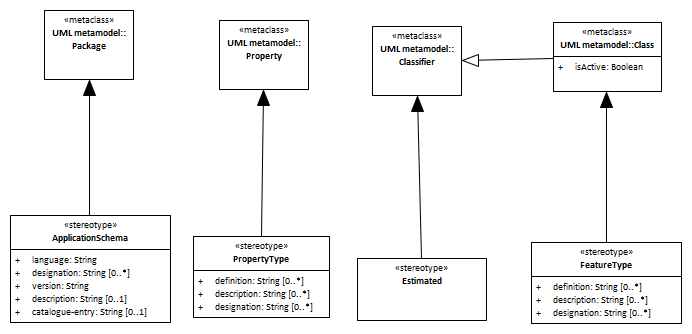 «metaclass»
UML metamodel::
Package
«metaclass»
UML metamodel::
Property
«metaclass»
UML metamodel::
Classifier
«metaclass»
UML metamodel::Class
+ isActive: Boolean
«stereotype»
ApplicationSchema
+ language: String
+ designation: String [0..*]
+ version: String
+ description: String [0..1]
+ catalogue-entry: String [0..1]
«stereotype»
PropertyType
+ definition: String [0..*]
+ description: String [0..*]
+ designation: String [0..*]
«stereotype»
Estimated
«stereotype»
FeatureType
+ definition: String [0..*]
+ description: String [0..*]
+ designation: String [0..*]